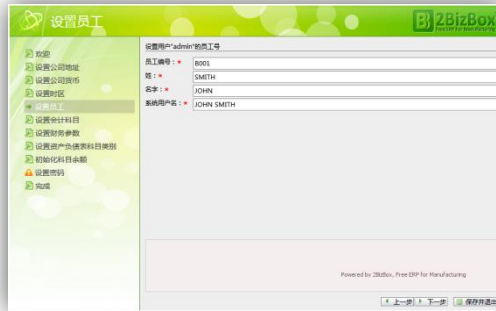 设置员工
2BizBox
Free ERP for Manufacturing
欢迎
设置公司地址
设置公司货币
设置时区
设置员工
设置会计科目
设置财务参数
设置资产负债表科目类别
初始化科目余额
设置密码
完成
设置用户"admin"的员工号
员工编号：* B001
姓：* SMITH
名字：* JOHN
系统用户名：* JOHN SMITH
Powered by 2BizBox, Free ERP for Manufacturing
上一步 下一步 保存并退出